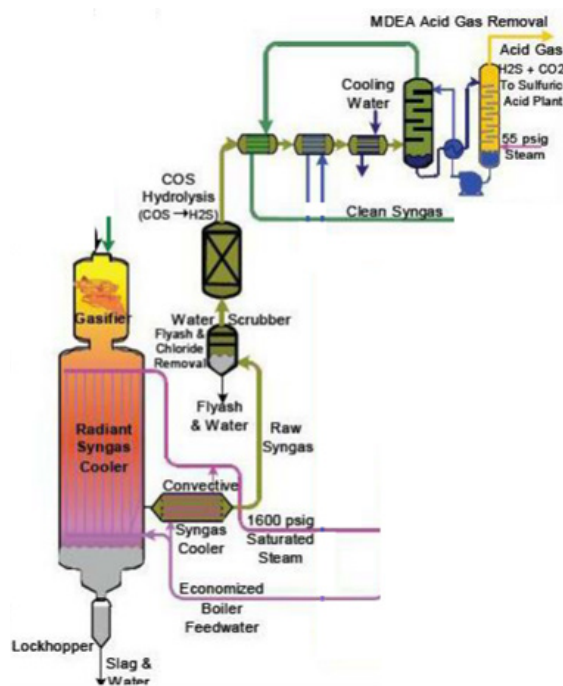 MDEA Acid Gas Removal
Acid Gas
H2S + CO2
To Sulfuric
Acid Plant
Cooling
Water
55 psig
Steam
COS
Hydrolysis
(COS →H2S)
Clean Syngas
Gasifier
Water Scrubber
Flyash &
Chloride
Removal
Flyash
& Water
Radiant
Syngas
Cooler
Raw
Syngas
Convective
Syngas
Cooler
1600 psig
Saturated
Steam
Economized
Boiler
Feedwater
Lockhopper
Slag &
Water